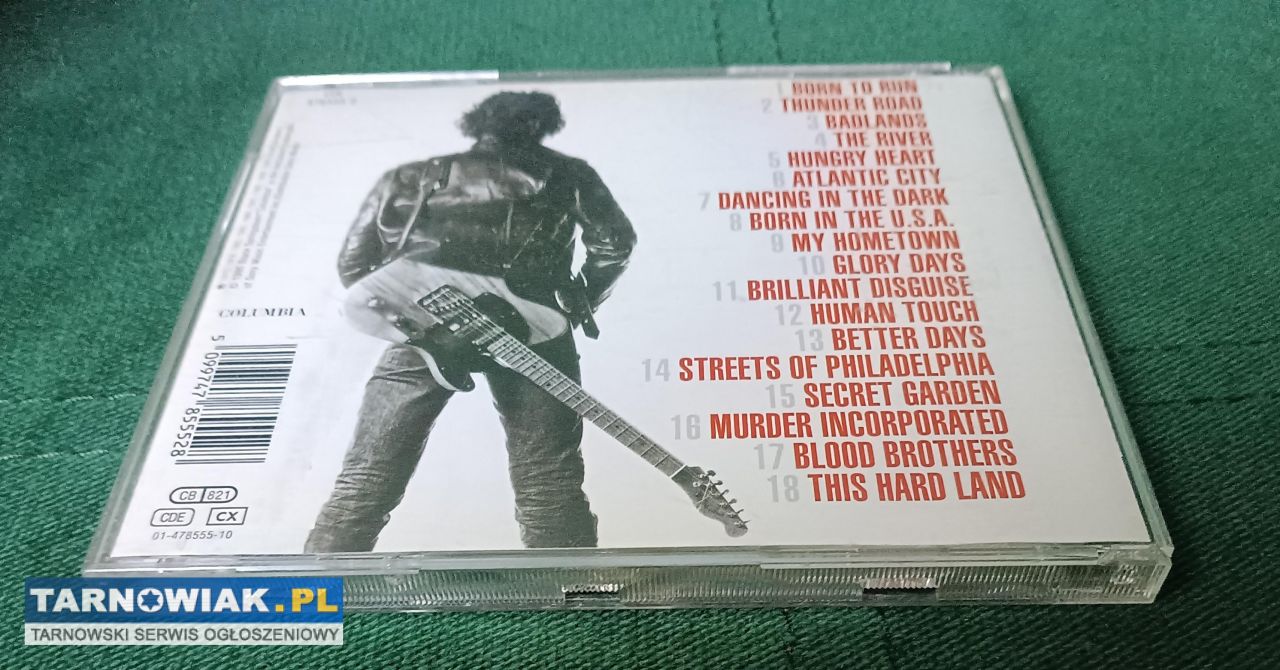 1 BORN TO RUN
2 THUNDER ROAD
3 BADLANDS
4 THE RIVER
5 HUNGRY HEART
6 ATLANTIC CITY
7 DANCING IN THE DARK
8 BORN IN THE U.S.A.
9 MY HOMETOWN
10 GLORY DAYS
11 BRILLIANT DISGUISE
12 HUMAN TOUCH
13 BETTER DAYS
14 STREETS OF PHILADELPHIA
15 SECRET GARDEN
16 MURDER INCORPORATED
17 BLOOD BROTHERS
18 THIS HARD LAND
COLUMBIA
5 099747 855528
CB 821
CDE CX
01-478555-10
TARNOWIAK.PL
TARNOWSKI SERWIS OGŁOSZENIOWY